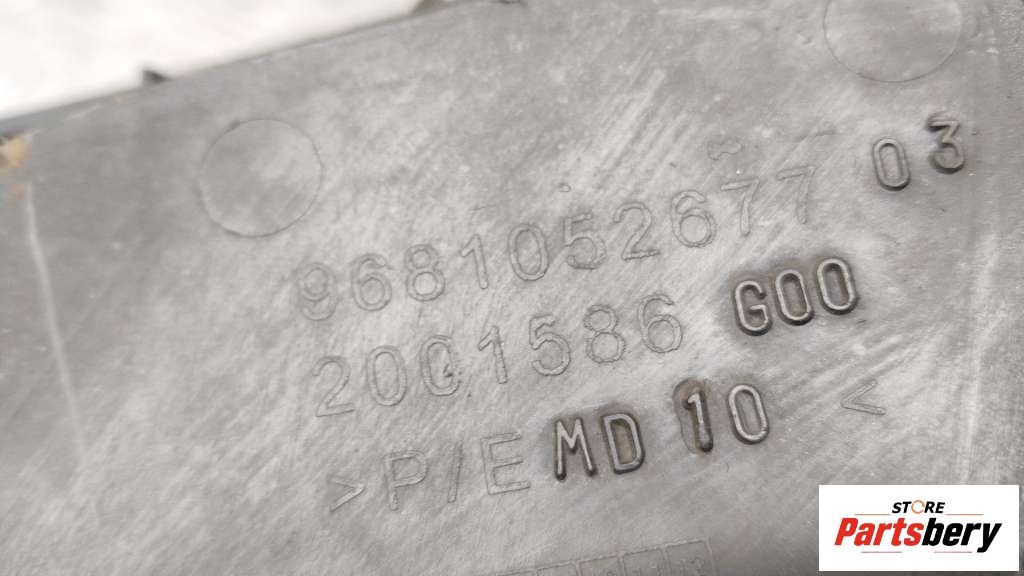 9681052677 03
2001586 G00
>P/E MD 10 <
STORE
Partsbery